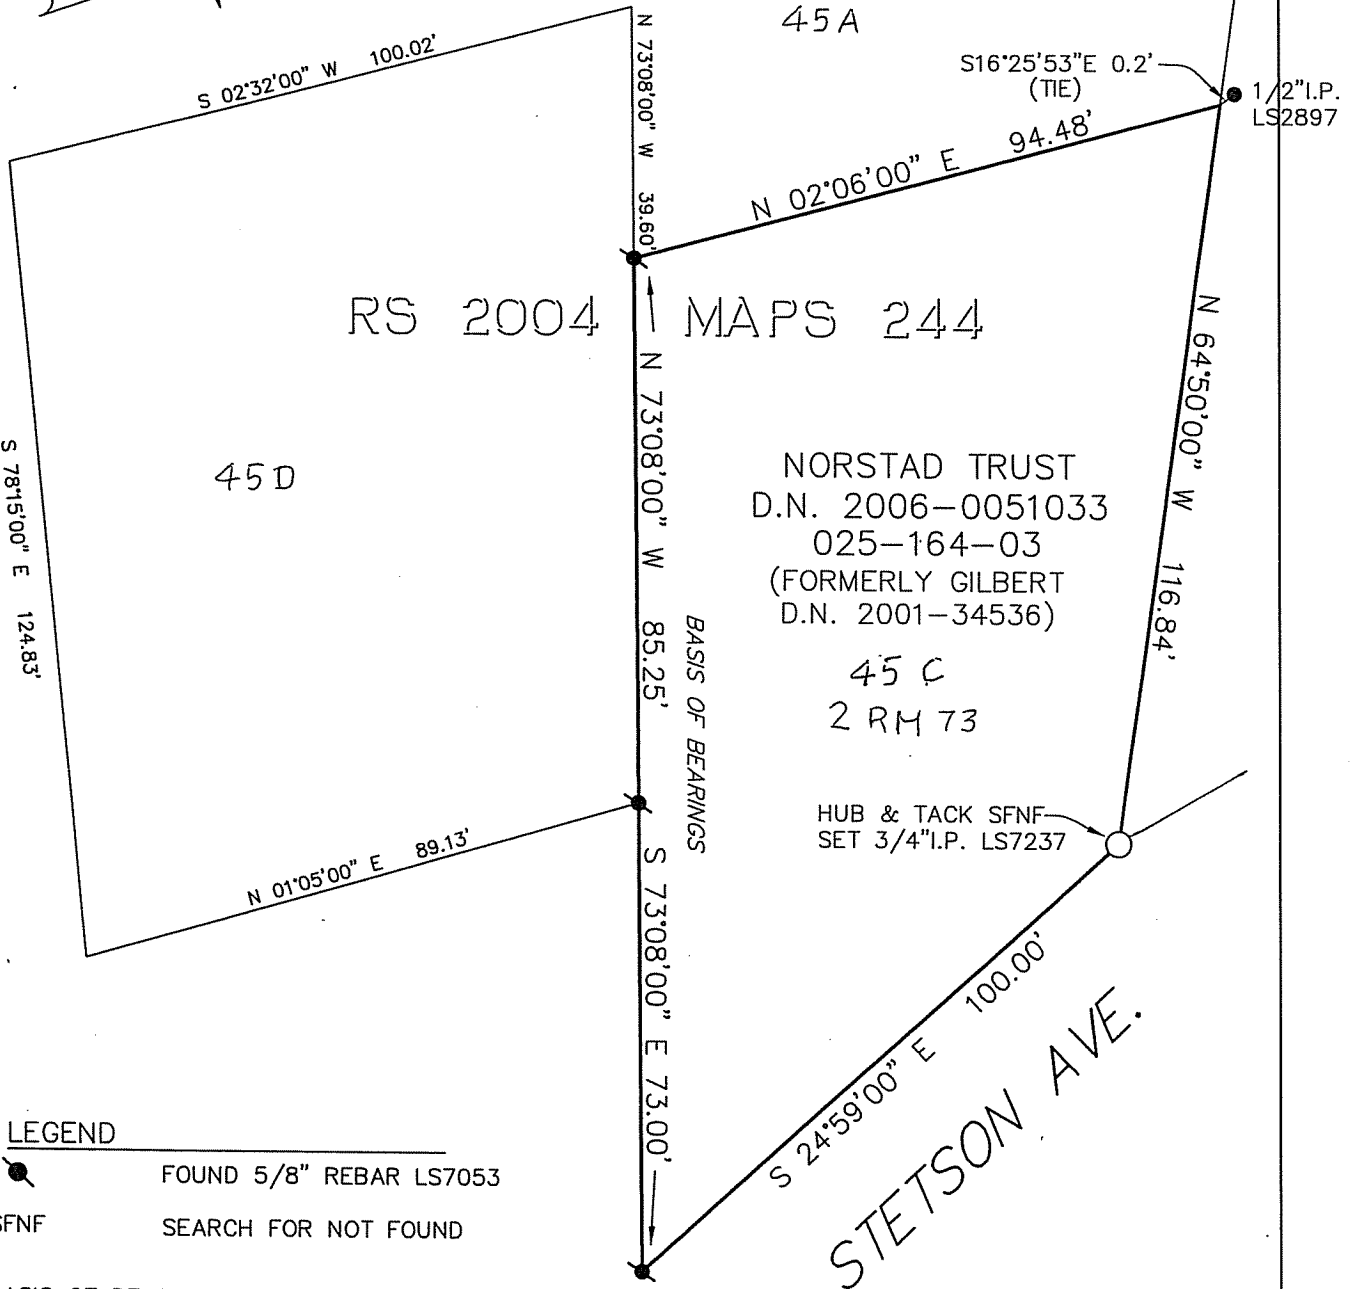 45A
S 02°32'00" W 100.02'
N 73°08'00" W 39.60'
S16°25'53"E 0.2'
(TIE)
1/2"I.P.
LS2897
N 02°06'00" E 94.48'
RS 2004 MAPS 244
N 64°50'00" W 116.84'
N 73°08'00" W 85.25'
BASIS OF BEARINGS
45D
S 78°15'00" E 124.83'
NORSTAD TRUST
D.N. 2006-0051033
025-164-03
(FORMERLY GILBERT
D.N. 2001-34536)
45 C
2 RM 73
HUB & TACK SFNF
SET 3/4"I.P. LS7237
N 01°05'00" E 89.13'
S 73°08'00" E 73.00'
S 24°59'00" E 100.00'
STETSON AVE.
LEGEND
FOUND 5/8" REBAR LS7053
SFNF SEARCH FOR NOT FOUND